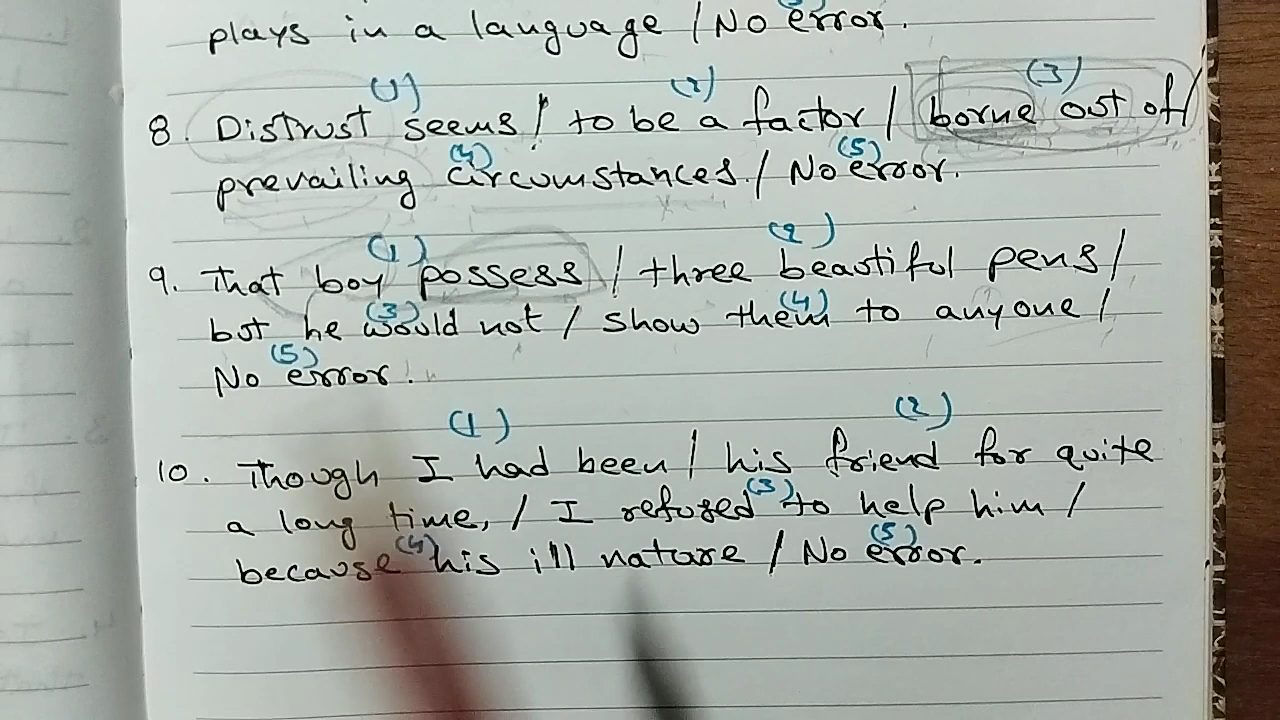 plays in a language / No error.
(1) (2) (3)
8. Distrust seems / to be a factor / borne out of /
(4) (5)
prevailing circumstances. / No error.
(1) (2)
9. That boy possess / three beautiful pens /
(3) (4)
but he would not / show them to anyone /
(5)
No error.
(1) (2)
10. Though I had been / his friend for quite
(3)
a long time, / I refused to help him /
(4) (5)
because his ill nature / No error.